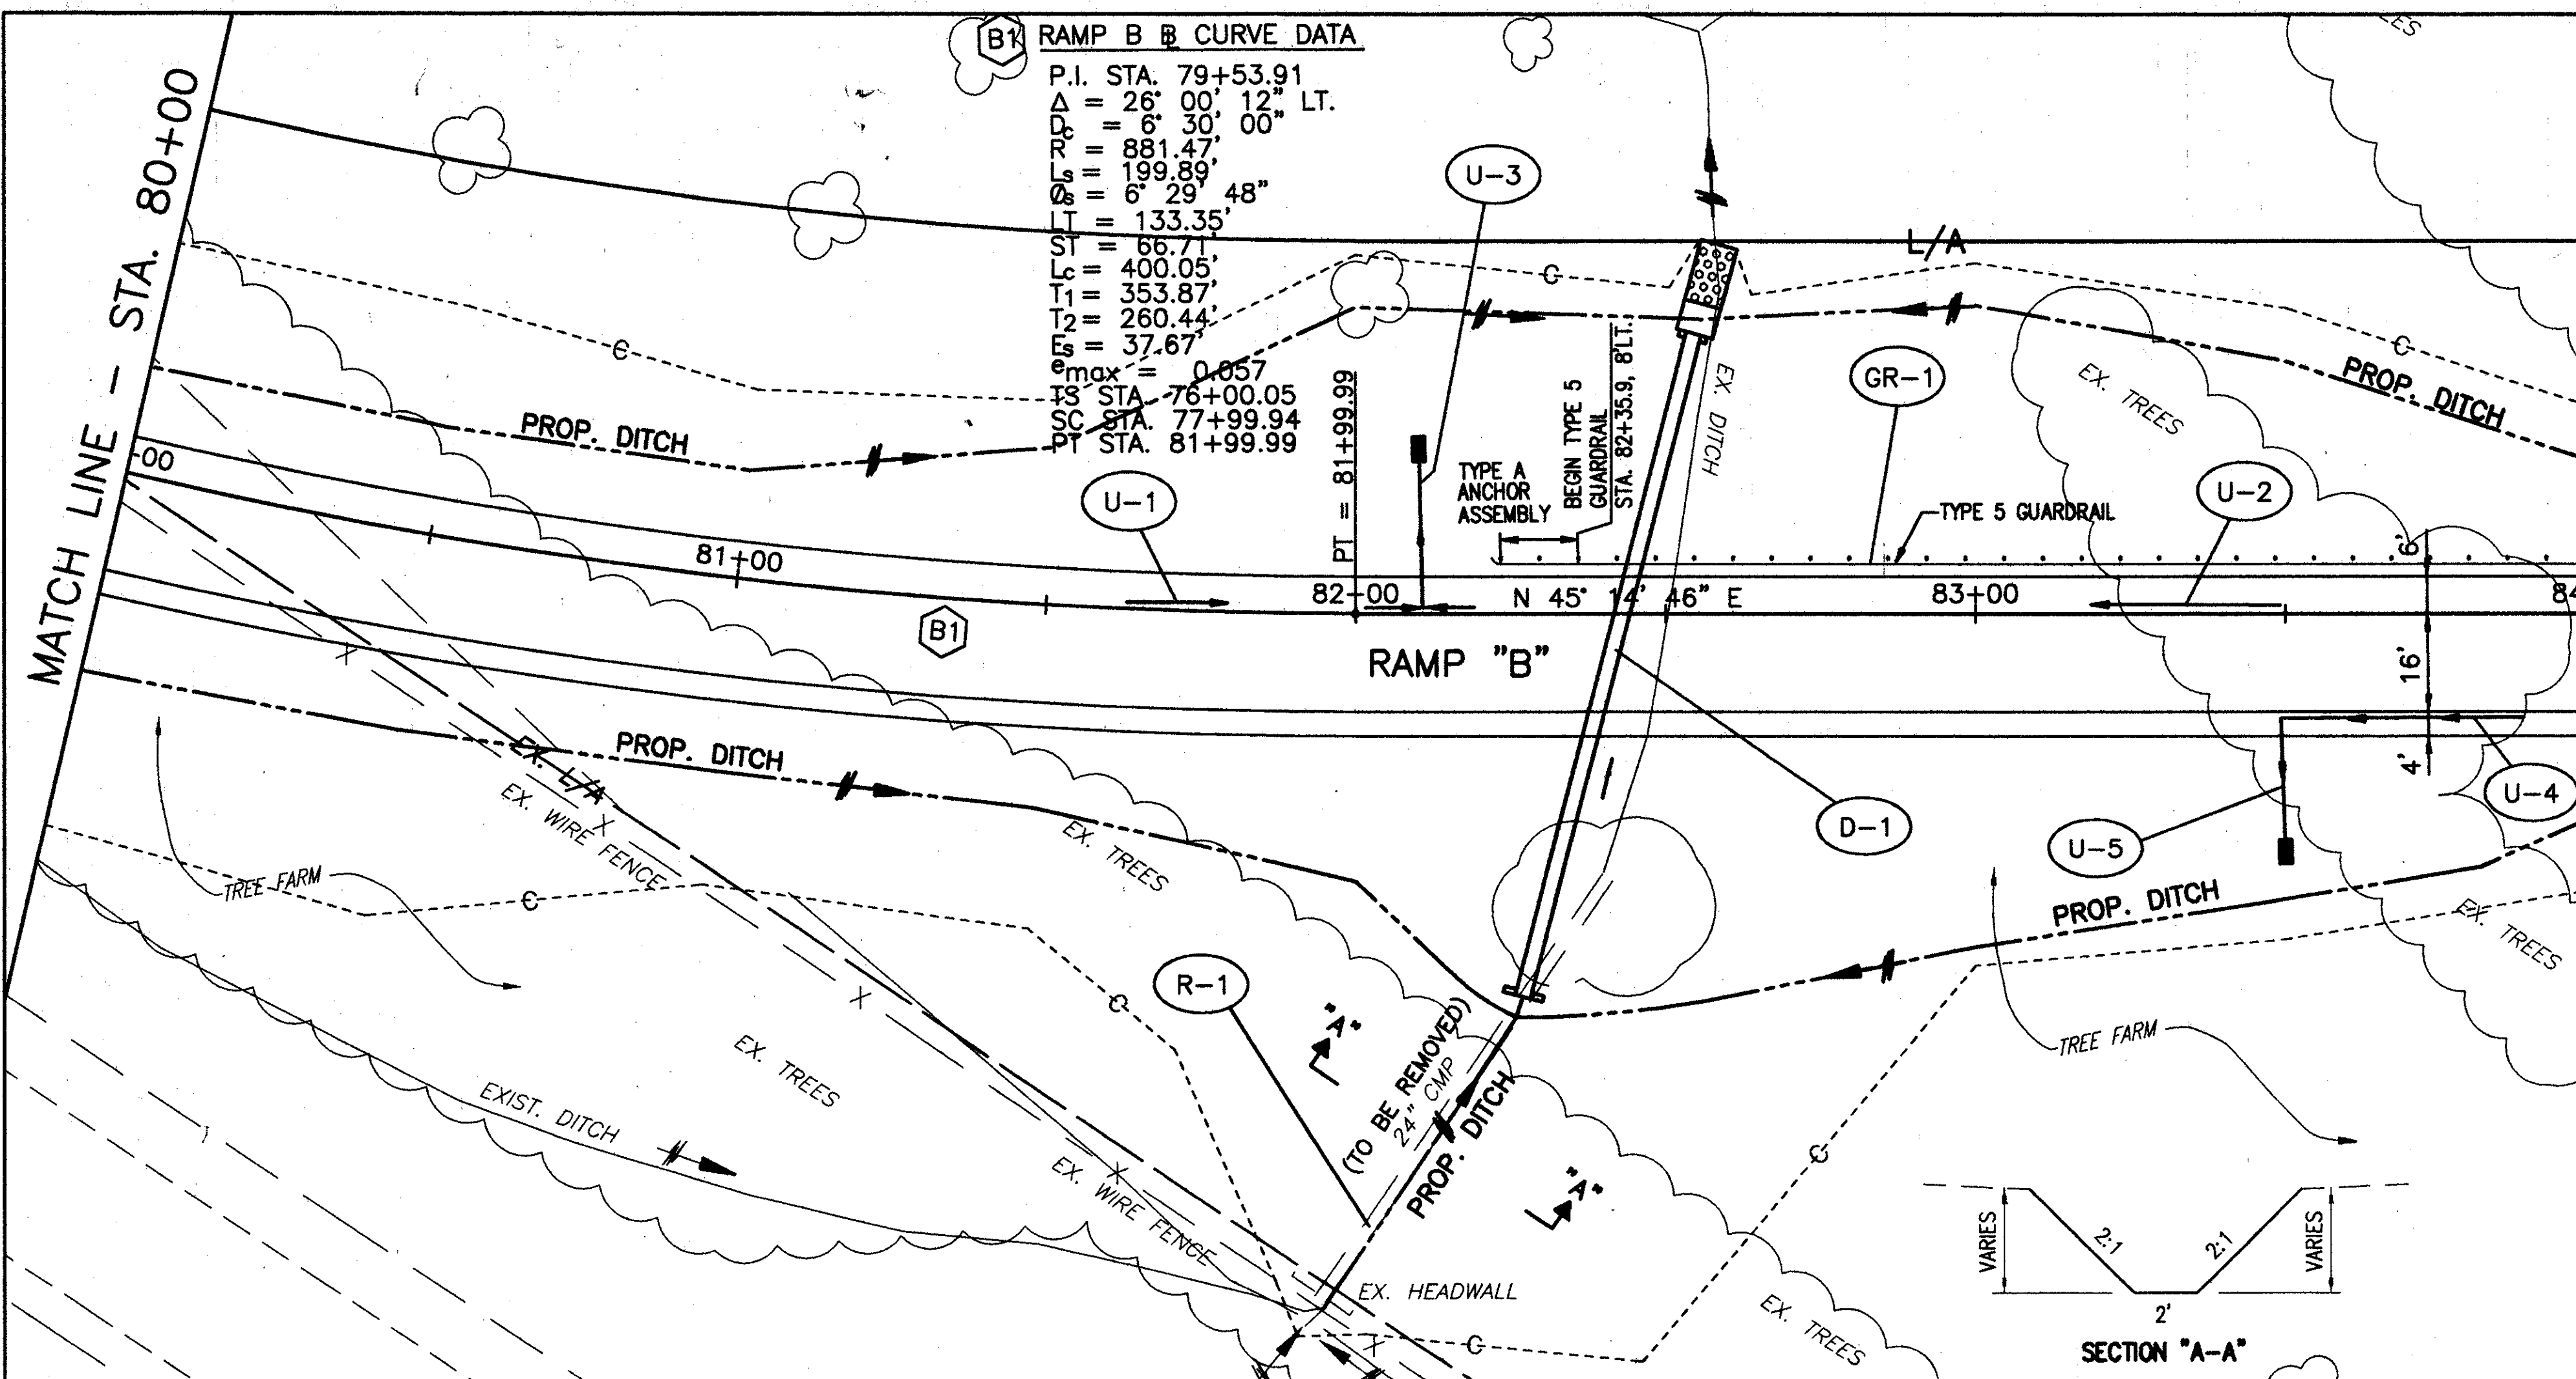 B1
RAMP B ℄ CURVE DATA
P.I. STA. 79+53.91
Δ = 26° 00' 12" LT.
Dc = 6° 30' 00"
R = 881.47'
Ls = 199.89'
Øs = 6° 29' 48"
LT = 133.35'
ST = 66.71'
Lc = 400.05'
T1 = 353.87'
T2 = 260.44'
Es = 37.67'
emax = 0.057
TS STA. 76+00.05
SC STA. 77+99.94
PT STA. 81+99.99
MATCH LINE - STA. 80+00
U-3
L/A
C
C
C
PROP. DITCH
PROP. DITCH
EX. TREES
EX. DITCH
GR-1
U-2
U-1
PT = 81+99.99
TYPE A
ANCHOR
ASSEMBLY
BEGIN TYPE 5
GUARDRAIL
STA. 82+35.9, 8'LT.
TYPE 5 GUARDRAIL
-00
81+00
82+00
N 45° 14' 46" E
83+00
84
6'
16'
4'
B1
RAMP "B"
PROP. DITCH
EX. L/A
X
X
EX. WIRE FENCE
EX. TREES
TREE FARM
C
D-1
U-4
U-5
PROP. DITCH
EX. TREES
R-1
C
X
"A"
(TO BE REMOVED)
24" CMP
PROP. DITCH
"A"
EX. TREES
EXIST. DITCH
X
EX. WIRE FENCE
EX. HEADWALL
X
C
C
TREE FARM
EX. TREES
VARIES
2:1
2:1
VARIES
2'
SECTION "A-A"